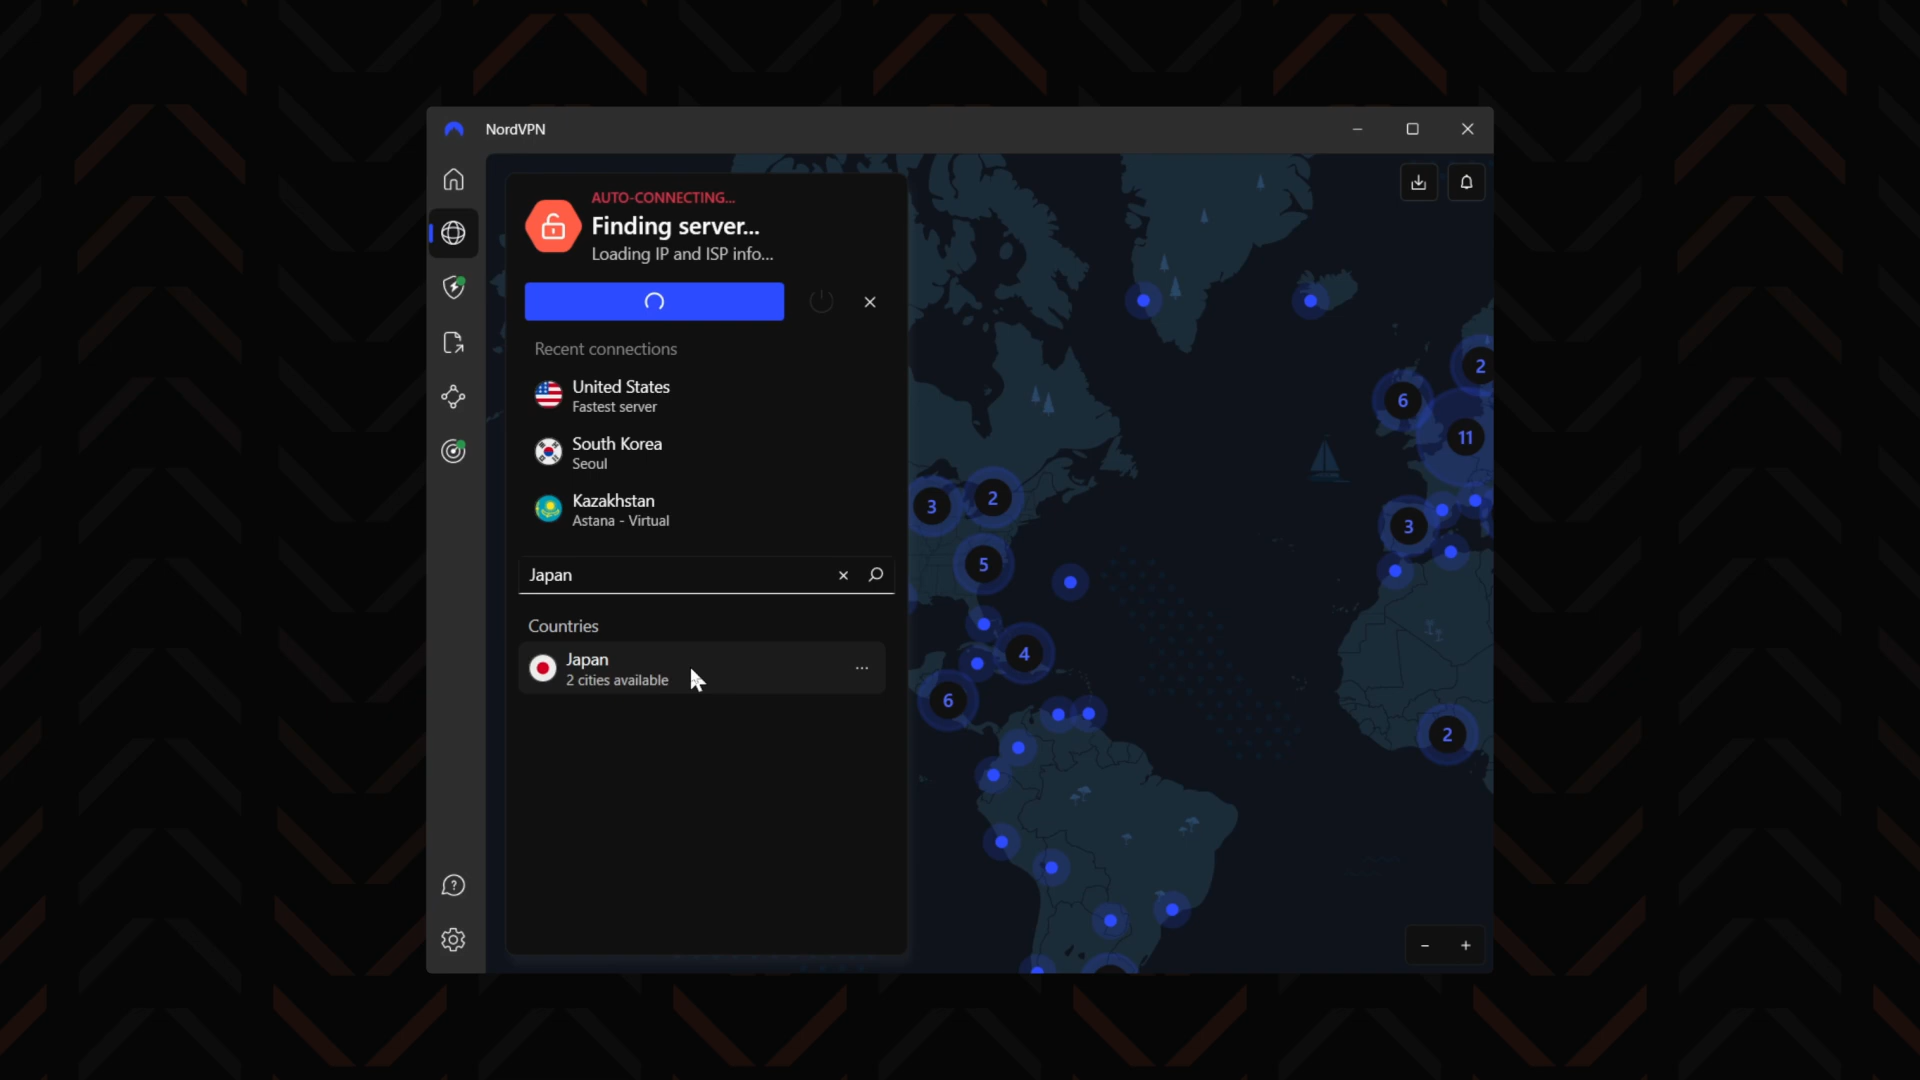 NordVPN
AUTO-CONNECTING...
Finding server...
Loading IP and ISP info...
Recent connections
United States
Fastest server
South Korea
Seoul
Kazakhstan
Astana - Virtual
Japan
Countries
Japan
2 cities available
2
6
11
3
2
3
5
4
6
2